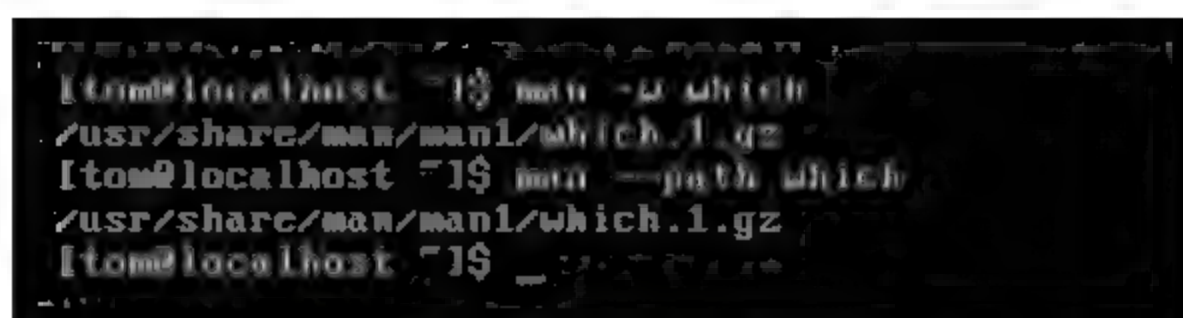 [tom@localhost ~]$ man -w which
/usr/share/man/man1/which.1.gz
[tom@localhost ~]$ man --path which
/usr/share/man/man1/which.1.gz
[tom@localhost ~]$ _